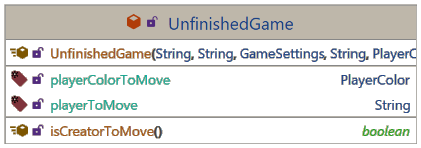 UnfinishedGame
UnfinishedGame(String, String, GameSettings, String, PlayerC
playerColorToMove PlayerColor
playerToMove String
isCreatorToMove() boolean